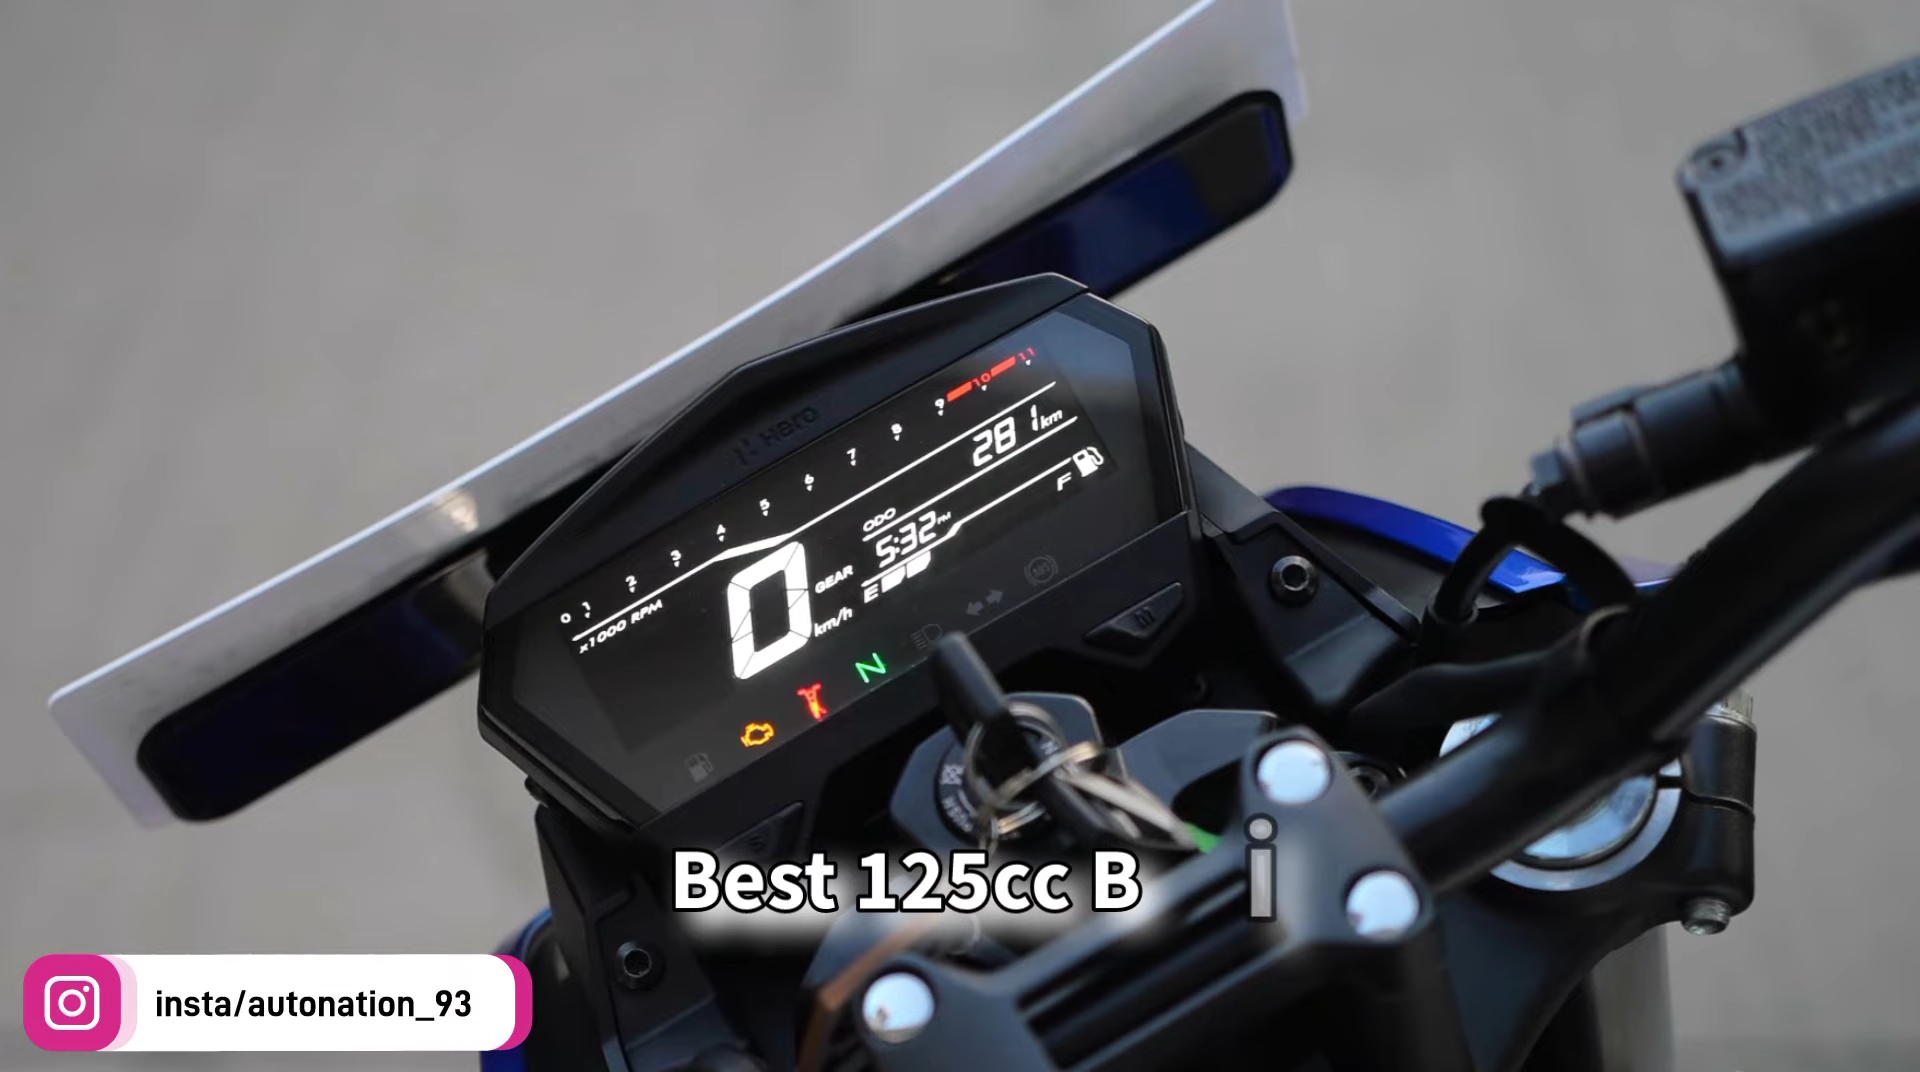 Hero
0 1 2 3 4 5 6 7 8 9 10 11
x1000 RPM
281 km
ODO
5:32 PM
GEAR
E F
0 km/h
N
ABS
Best 125cc B i
insta/autonation_93